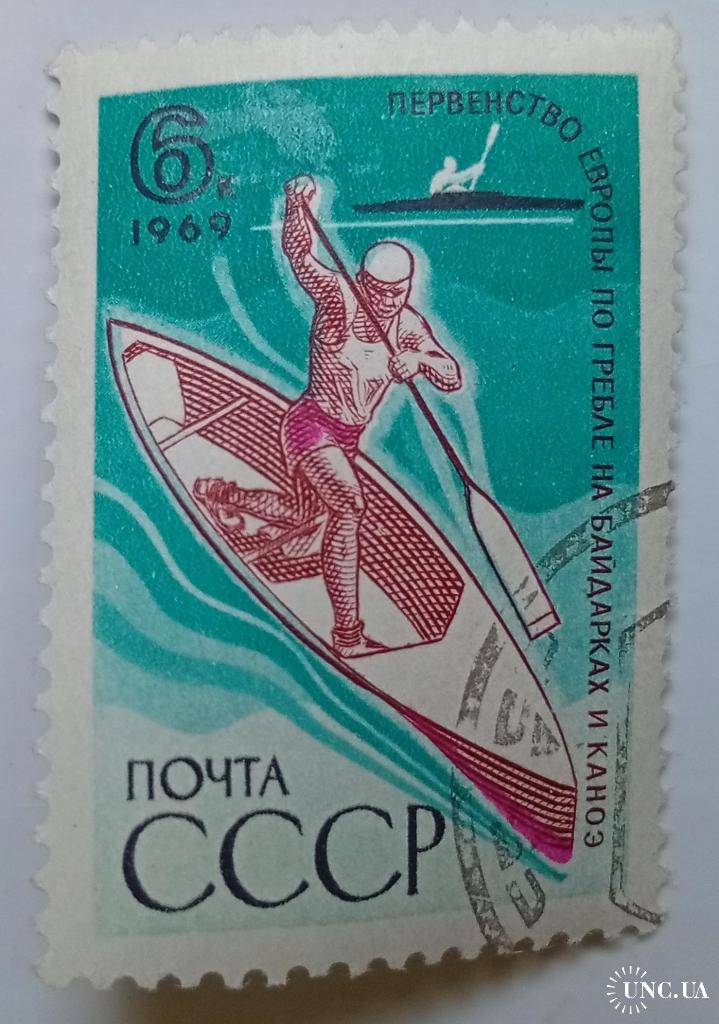 6к
1969
ПЕРВЕНСТВО ЕВРОПЫ ПО ГРЕБЛЕ НА БАЙДАРКАХ И КАНОЭ
ПОЧТА
СССР
UNC.UA